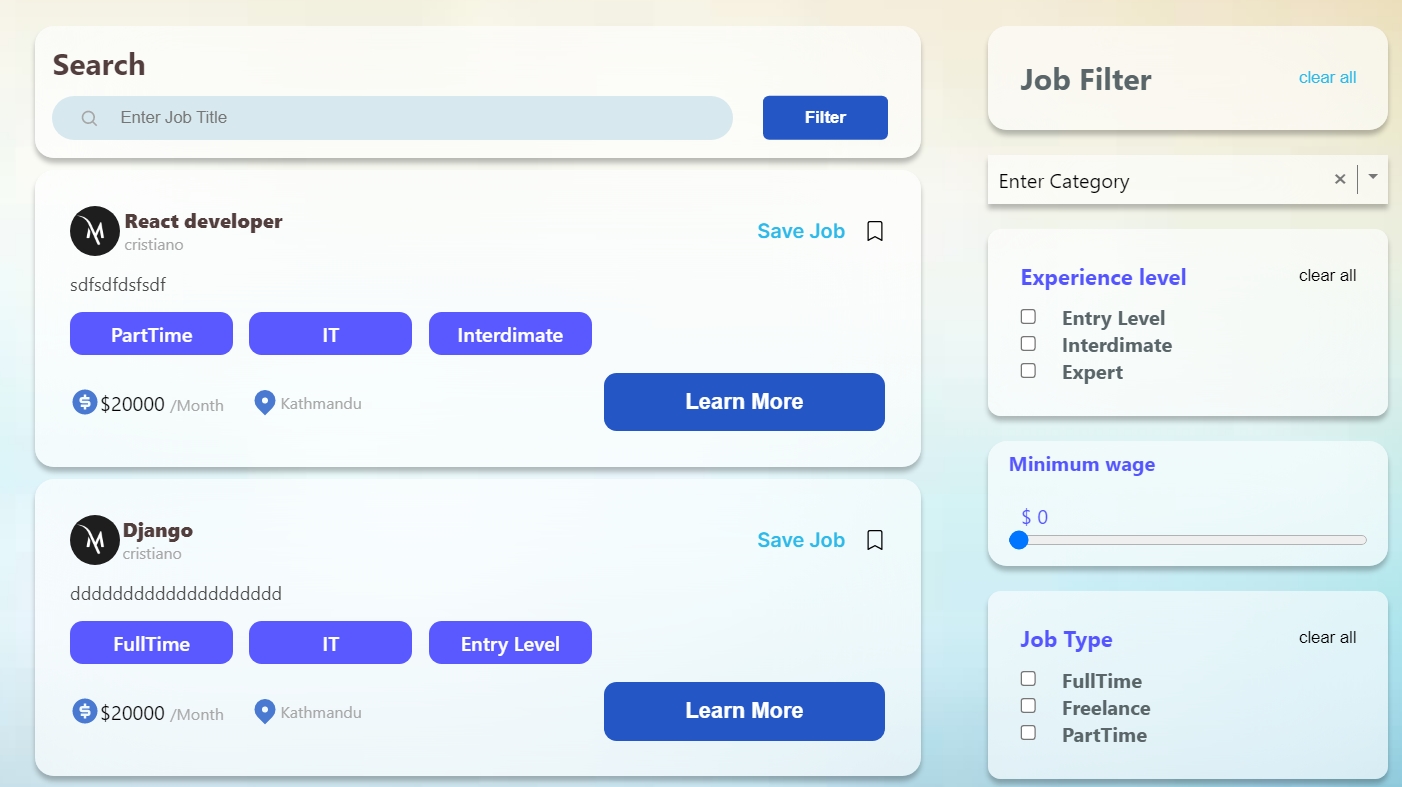 Search
Enter Job Title
Filter
React developer
cristiano
Save Job
sdfsdfdsfsdf
PartTime
IT
Interdimate
$20000 /Month
Kathmandu
Learn More
Django
cristiano
Save Job
dddddddddddddddddddd
FullTime
IT
Entry Level
$20000 /Month
Kathmandu
Learn More
Job Filter
clear all
Enter Category
Experience level
clear all
Entry Level
Interdimate
Expert
Minimum wage
$ 0
Job Type
clear all
FullTime
Freelance
PartTime